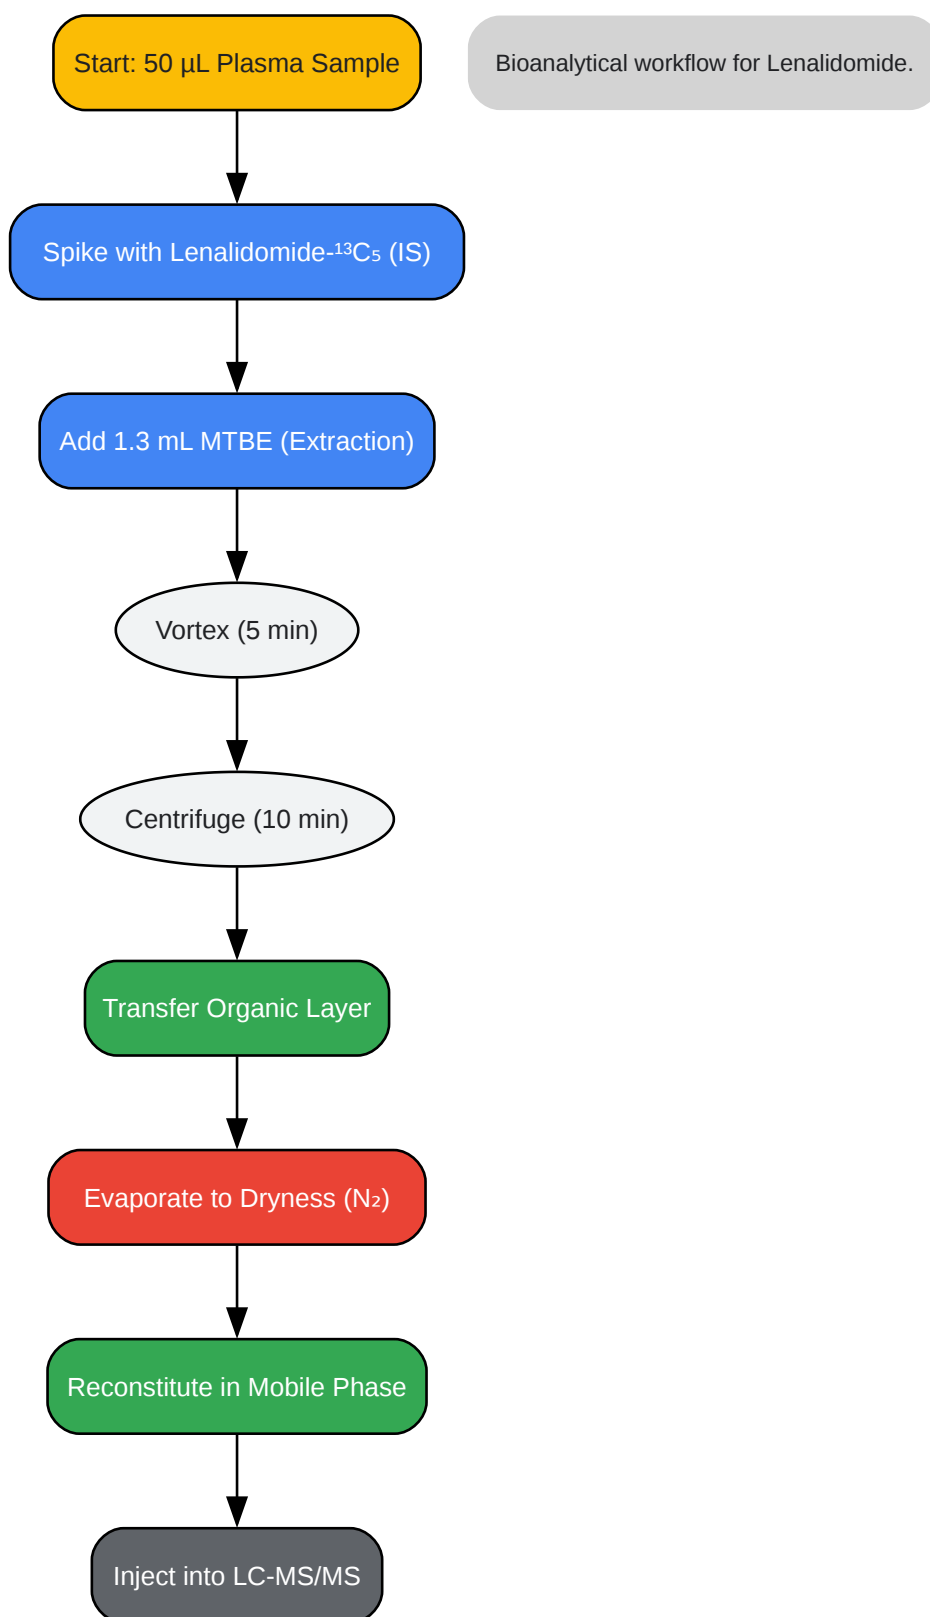 Start: 50 µL Plasma Sample
Bioanalytical workflow for Lenalidomide.
Spike with Lenalidomide-¹³C₅ (IS)
Add 1.3 mL MTBE (Extraction)
Vortex (5 min)
Centrifuge (10 min)
Transfer Organic Layer
Evaporate to Dryness (N₂)
Reconstitute in Mobile Phase
Inject into LC-MS/MS